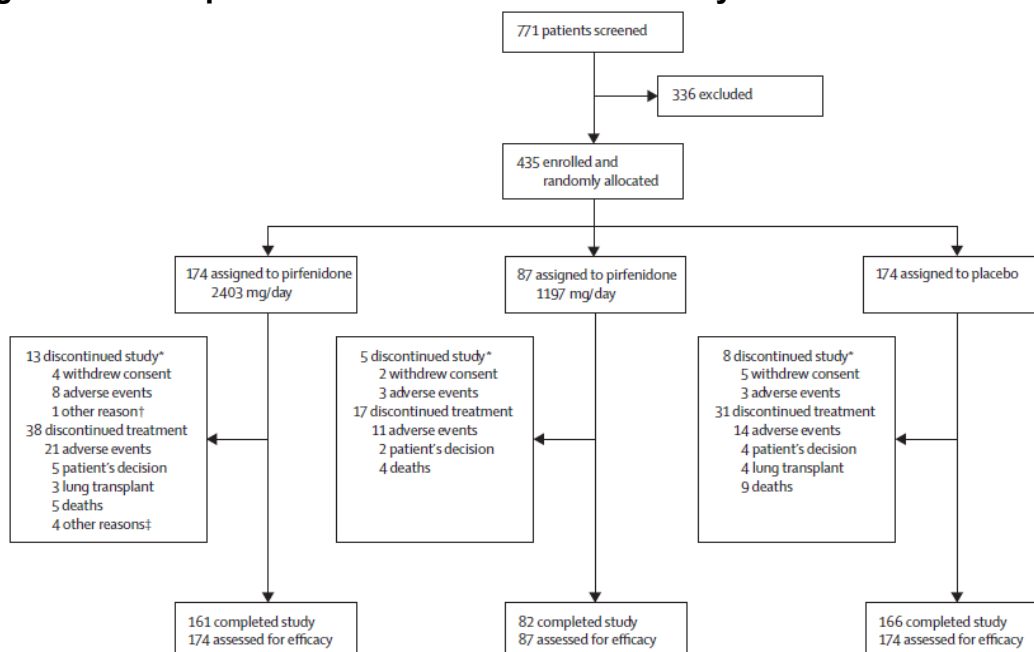 771 patients screened
336 excluded
435 enrolled and
randomly allocated
174 assigned to pirfenidone
2403 mg/day
87 assigned to pirfenidone
1197 mg/day
174 assigned to placebo
13 discontinued study*
4 withdrew consent
8 adverse events
1 other reason†
38 discontinued treatment
21 adverse events
5 patient's decision
3 lung transplant
5 deaths
4 other reasons‡
5 discontinued study*
2 withdrew consent
3 adverse events
17 discontinued treatment
11 adverse events
2 patient's decision
4 deaths
8 discontinued study*
5 withdrew consent
3 adverse events
31 discontinued treatment
14 adverse events
4 patient's decision
4 lung transplant
9 deaths
161 completed study
174 assessed for efficacy
82 completed study
87 assessed for efficacy
166 completed study
174 assessed for efficacy